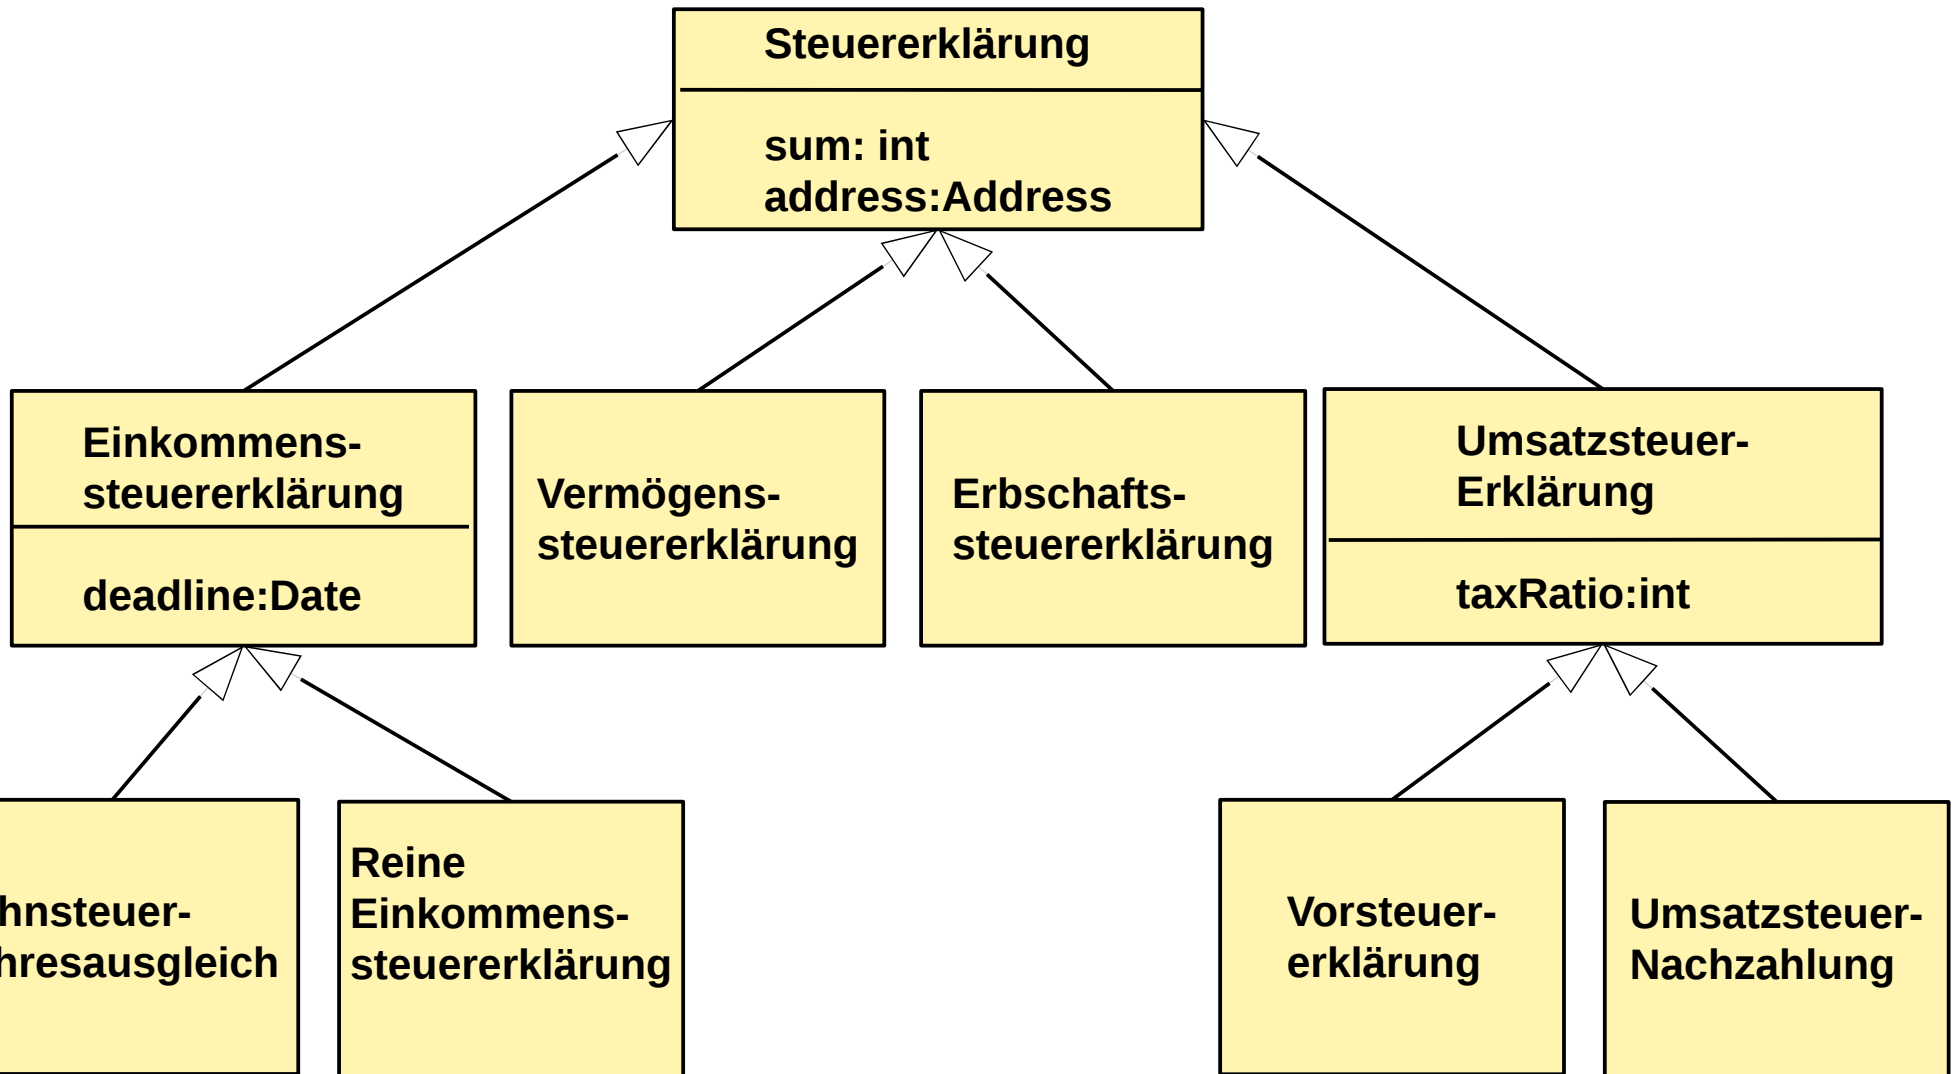 Steuererklärung
sum: int
address:Address
Einkommens-
steuererklärung
deadline:Date
Vermögens-
steuererklärung
Erbschafts-
steuererklärung
Umsatzsteuer-
Erklärung
taxRatio:int
hnsteuer-
hresausgleich
Reine
Einkommens-
steuererklärung
Vorsteuer-
erklärung
Umsatzsteuer-
Nachzahlung